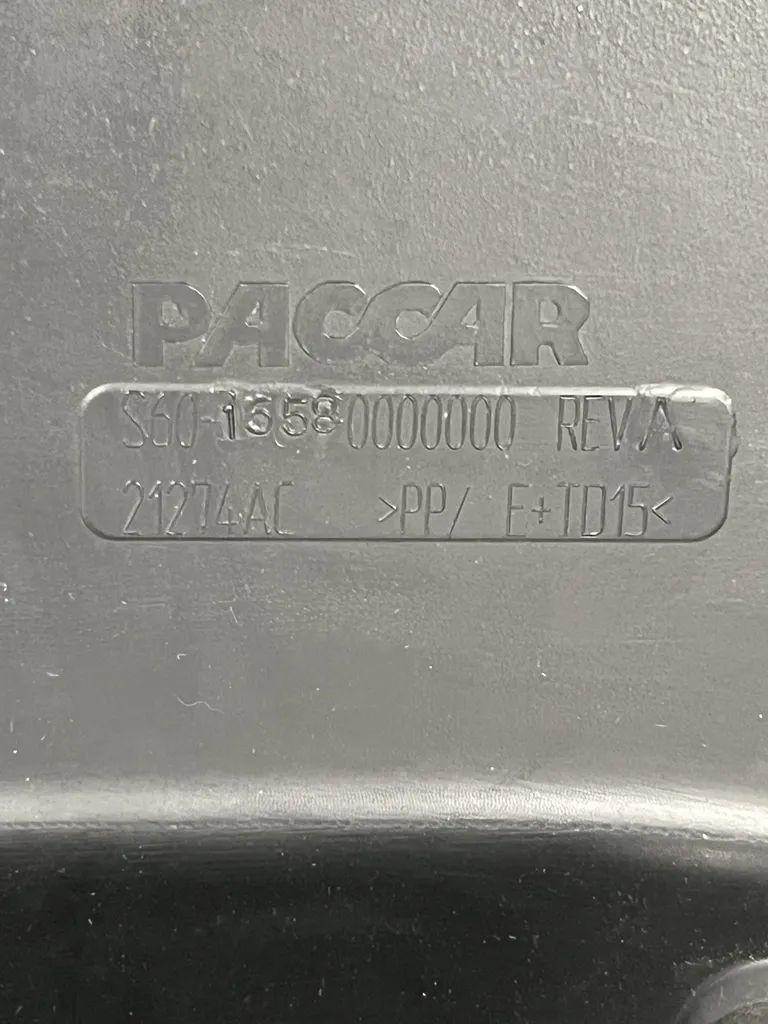 PACCAR
S60-1658-0000000 REV A
21274AC >PP/ E+TD15<